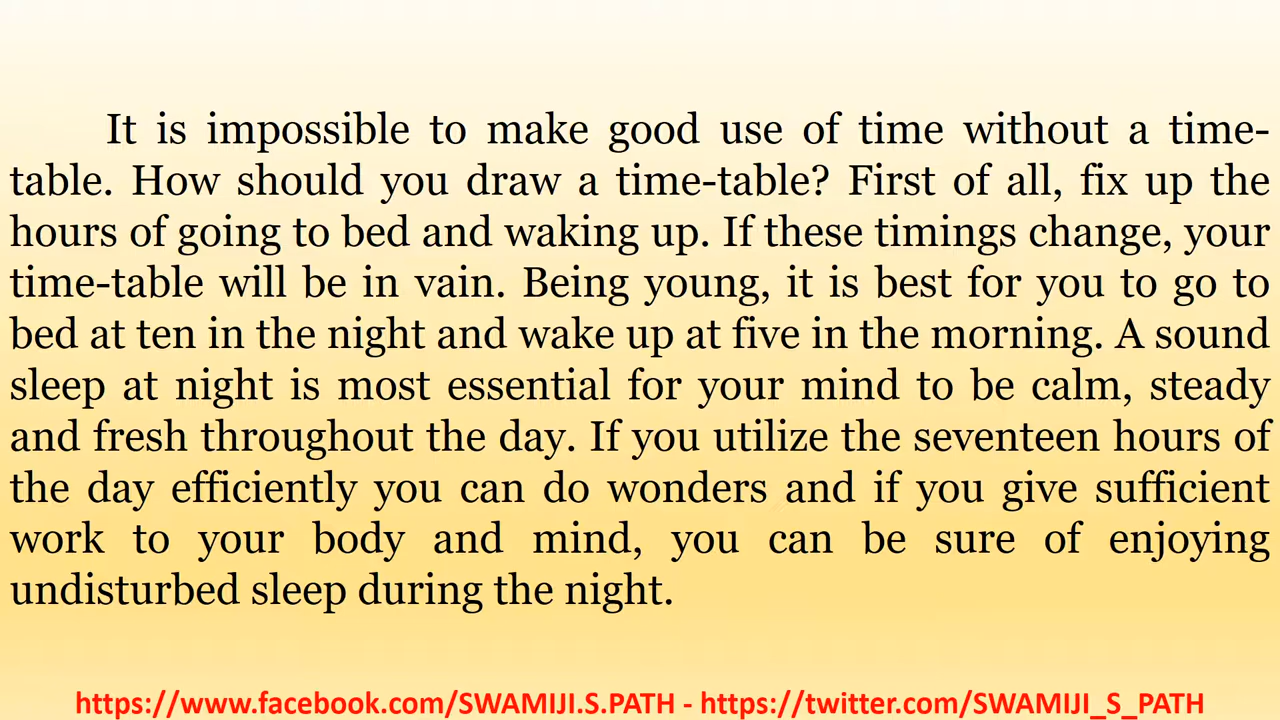 It is impossible to make good use of time without a time-
table. How should you draw a time-table? First of all, fix up the
hours of going to bed and waking up. If these timings change, your
time-table will be in vain. Being young, it is best for you to go to
bed at ten in the night and wake up at five in the morning. A sound
sleep at night is most essential for your mind to be calm, steady
and fresh throughout the day. If you utilize the seventeen hours of
the day efficiently you can do wonders and if you give sufficient
work to your body and mind, you can be sure of enjoying
undisturbed sleep during the night.
https://www.facebook.com/SWAMIJI.S.PATH - https://twitter.com/SWAMIJI_S_PATH